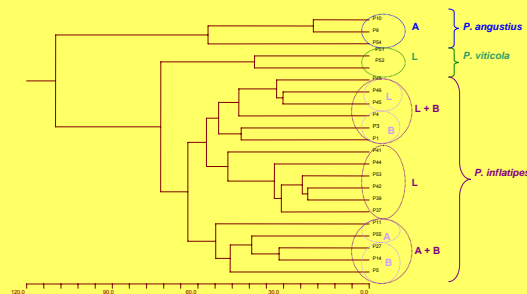 P10
P9
P54
A
P. angustius
P51
P52
L
P. viticola
P49
P45
L
P4
L + B
P3
B
P1
P41
P44
P53
L
P42
P39
P37
P. inflatipes
P11
P55
A
P27
A + B
P14
B
P5
120.0 90.0 60.0 30.0 0.0